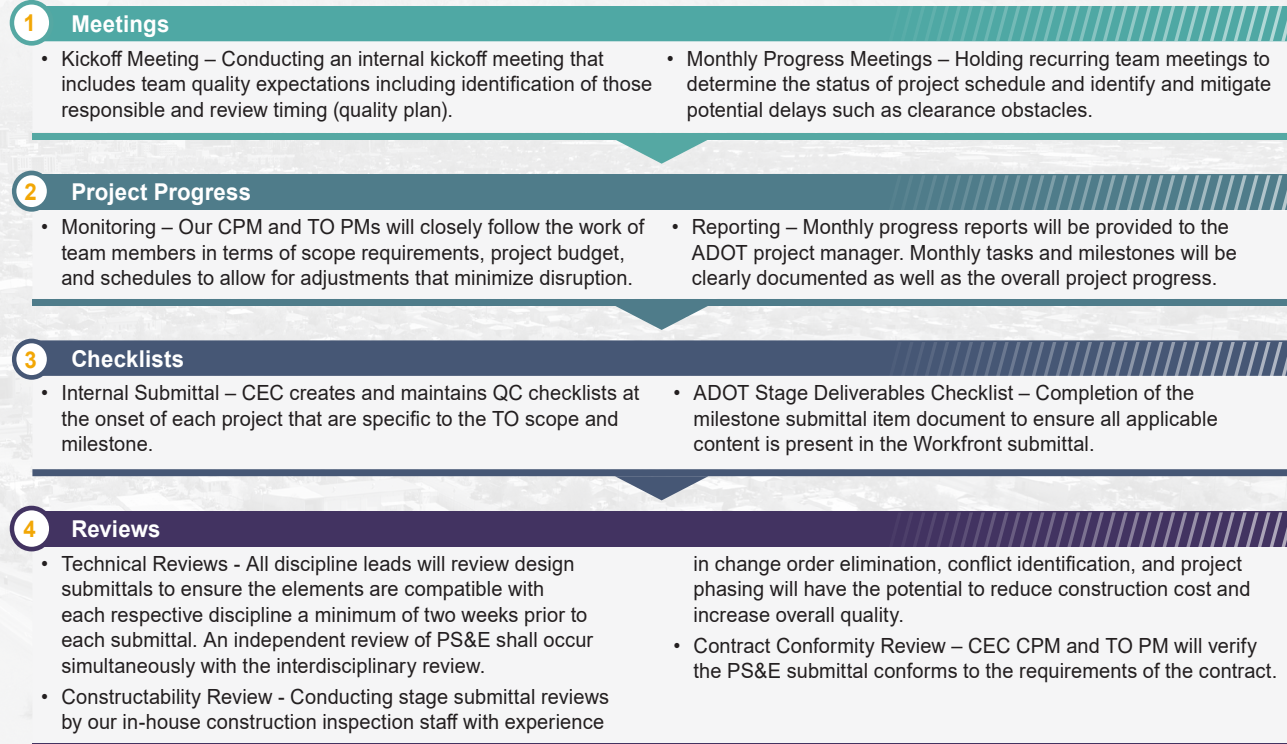 1
Meetings
• Kickoff Meeting – Conducting an internal kickoff meeting that
includes team quality expectations including identification of those
responsible and review timing (quality plan).
• Monthly Progress Meetings – Holding recurring team meetings to
determine the status of project schedule and identify and mitigate
potential delays such as clearance obstacles.
2
Project Progress
• Monitoring – Our CPM and TO PMs will closely follow the work of
team members in terms of scope requirements, project budget,
and schedules to allow for adjustments that minimize disruption.
• Reporting – Monthly progress reports will be provided to the
ADOT project manager. Monthly tasks and milestones will be
clearly documented as well as the overall project progress.
3
Checklists
• Internal Submittal – CEC creates and maintains QC checklists at
the onset of each project that are specific to the TO scope and
milestone.
• ADOT Stage Deliverables Checklist – Completion of the
milestone submittal item document to ensure all applicable
content is present in the Workfront submittal.
4
Reviews
• Technical Reviews - All discipline leads will review design
submittals to ensure the elements are compatible with
each respective discipline a minimum of two weeks prior to
each submittal. An independent review of PS&E shall occur
simultaneously with the interdisciplinary review.
• Constructability Review - Conducting stage submittal reviews
by our in-house construction inspection staff with experience
in change order elimination, conflict identification, and project
phasing will have the potential to reduce construction cost and
increase overall quality.
• Contract Conformity Review – CEC CPM and TO PM will verify
the PS&E submittal conforms to the requirements of the contract.